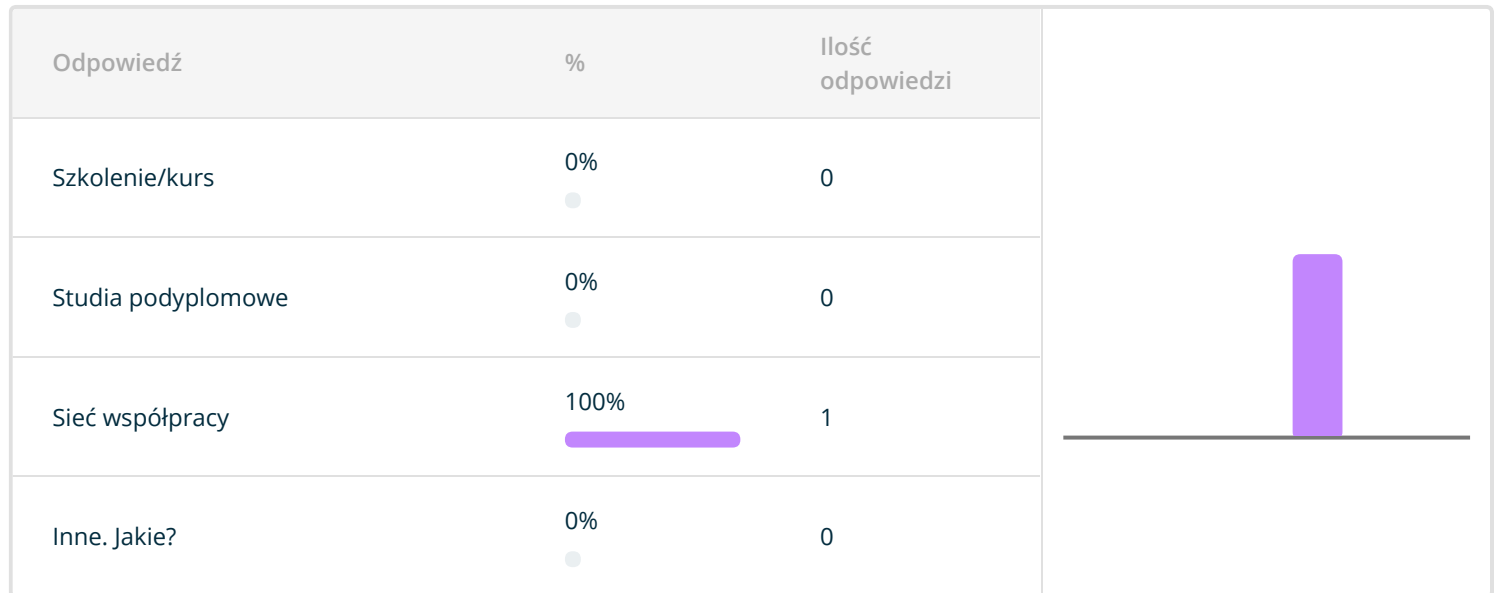 Odpowiedź % Ilość
odpowiedzi
Szkolenie/kurs 0% 0
Studia podyplomowe 0% 0
Sieć współpracy 100% 1
Inne. Jakie? 0% 0